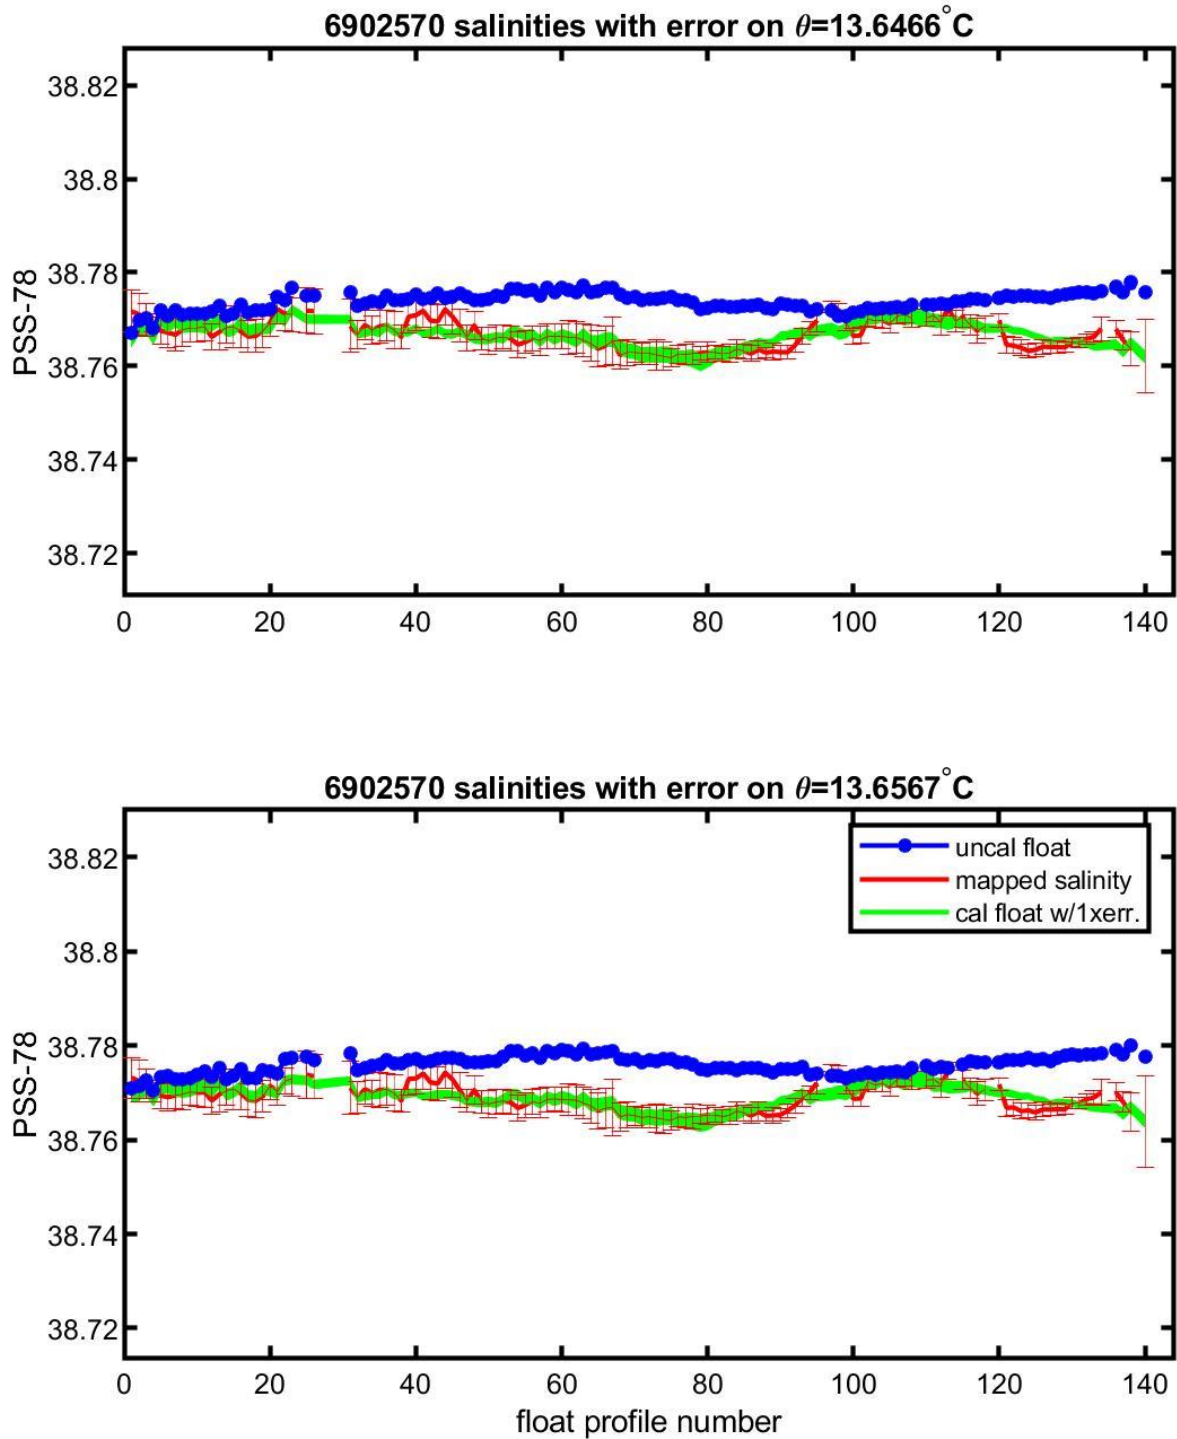 6902570 salinities with error on θ=13.6466°C
38.82
38.8
38.78
38.76
38.74
38.72
PSS-78
0 20 40 60 80 100 120 140
6902570 salinities with error on θ=13.6567°C
38.82
38.8
38.78
38.76
38.74
38.72
PSS-78
uncal float
mapped salinity
cal float w/1xerr.
0 20 40 60 80 100 120 140
float profile number